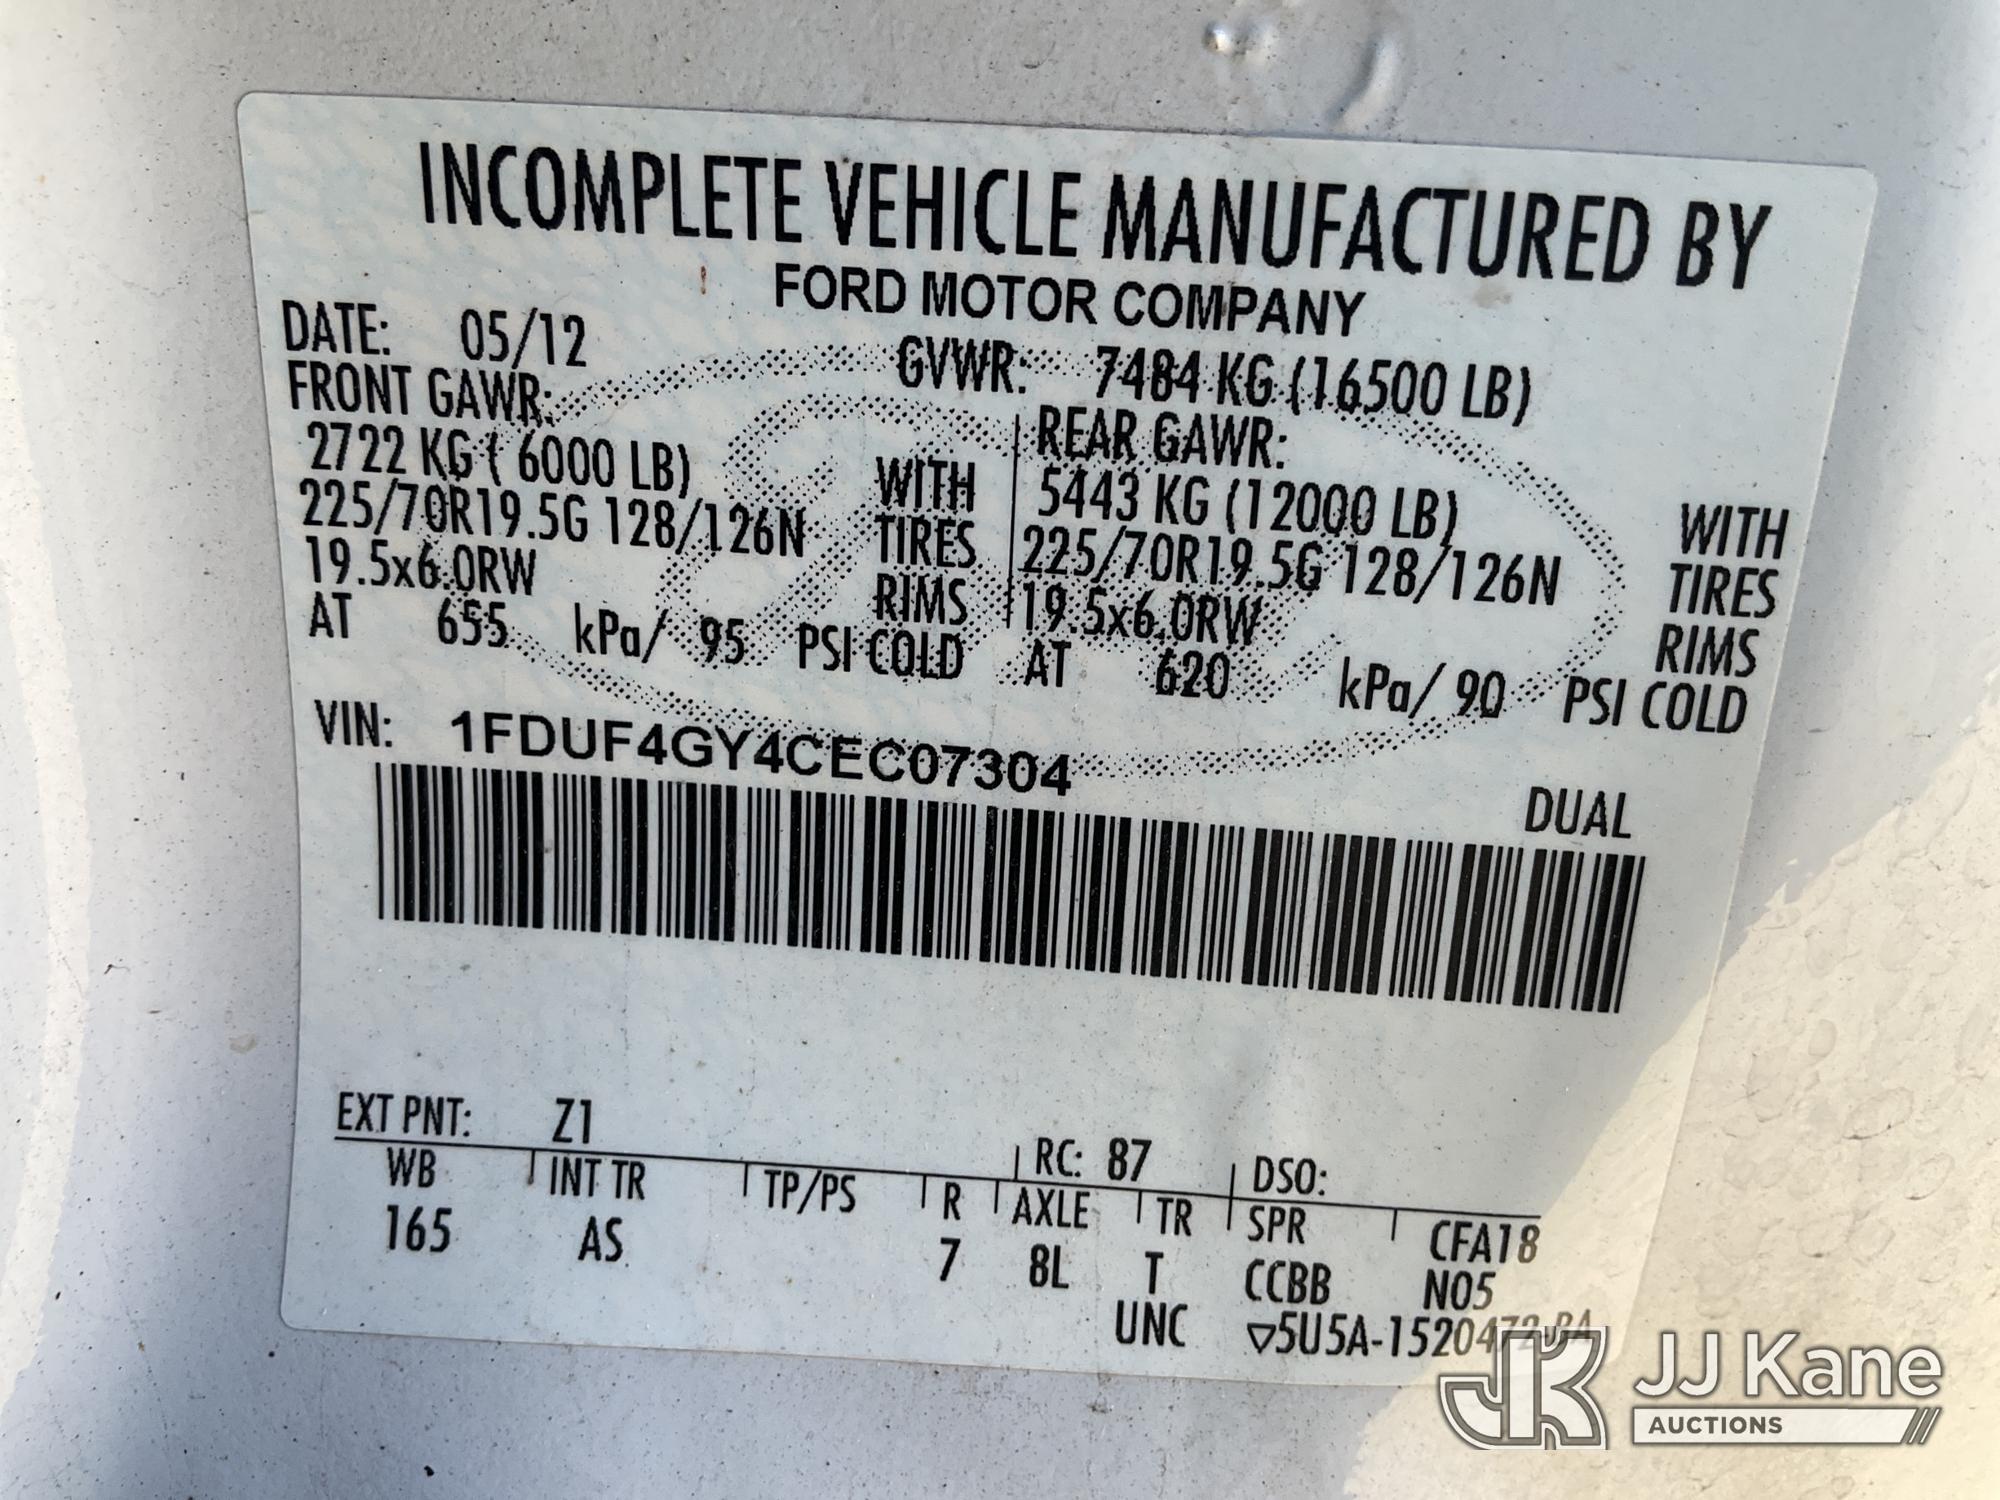 INCOMPLETE VEHICLE MANUFACTURED BY
FORD MOTOR COMPANY
DATE: 05/12 GVWR: 7484 KG (16500 LB)
FRONT GAWR: REAR GAWR:
2722 KG ( 6000 LB) WITH 5443 KG (12000 LB) WITH
225/70R19.5G 128/126N TIRES 225/70R19.5G 128/126N TIRES
19.5x6.0RW RIMS 19.5x6.0RW RIMS
AT 655 kPa/ 95 PSI COLD AT 620 kPa/ 90 PSI COLD
VIN: 1FDUF4GY4CEC07304
DUAL
EXT PNT: Z1 RC: 87 DSO:
WB INT TR TP/PS R AXLE TR SPR CFA18
165 AS 7 8L T CCBB N05
UNC ▽5U5A-1520472-BA
JJ Kane
AUCTIONS